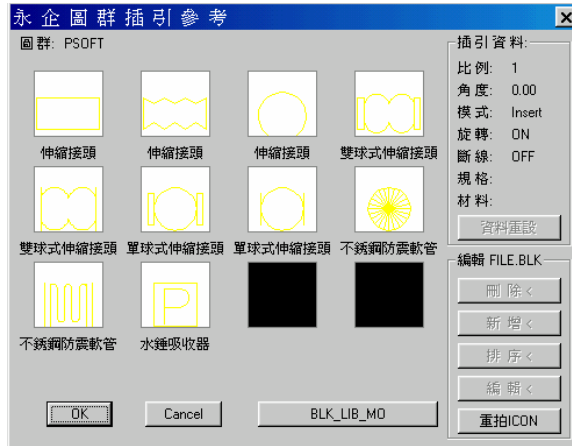 永企圖群插引參考
圖群: PSOFT
伸縮接頭
伸縮接頭
伸縮接頭
雙球式伸縮接頭
雙球式伸縮接頭
單球式伸縮接頭
單球式伸縮接頭
不銹鋼防震軟管
不銹鋼防震軟管
P
水錘吸收器
OK
Cancel
BLK_LIB_MO
插引資料:
比例: 1
角度: 0.00
模式: Insert
旋轉: ON
斷線: OFF
規格:
材料:
資料重設
編輯 FILE.BLK
刪 除 <
新 增 <
排 序 <
編 輯 <
重拍ICON